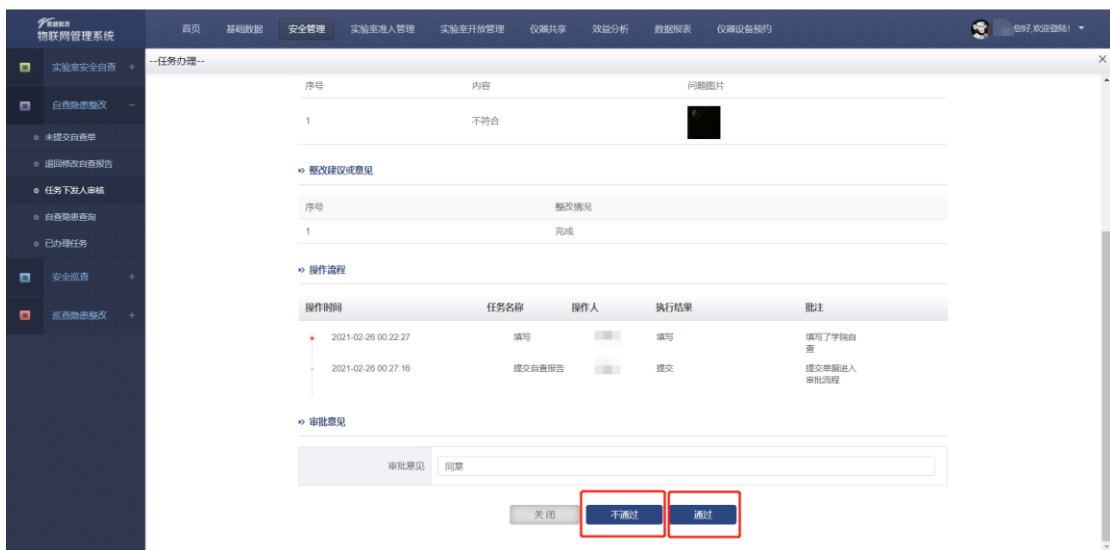 物联网管理系统
首页 基础数据 安全管理 实验室准入管理 实验室开放管理 仪器共享 效益分析 数据报表 仪器设备预约
您好,欢迎登陆!
实验室安全自查 +
自查隐患整改 −
未提交自查单
退回修改自查报告
任务下发人审核
自查隐患查询
已办理任务
安全巡查 +
巡查隐患整改 +
--任务办理-- ×
序号 内容 问题图片
1 不符合
整改建议或意见
序号 整改情况
1 完成
操作流程
操作时间 任务名称 操作人 执行结果 批注
2021-02-26 00:22:27 填写 填写 填写了学院自
查
2021-02-26 00:27:16 提交自查报告 提交 提交单据进入
审批流程
审批意见
审批意见 同意
关闭 不通过 通过